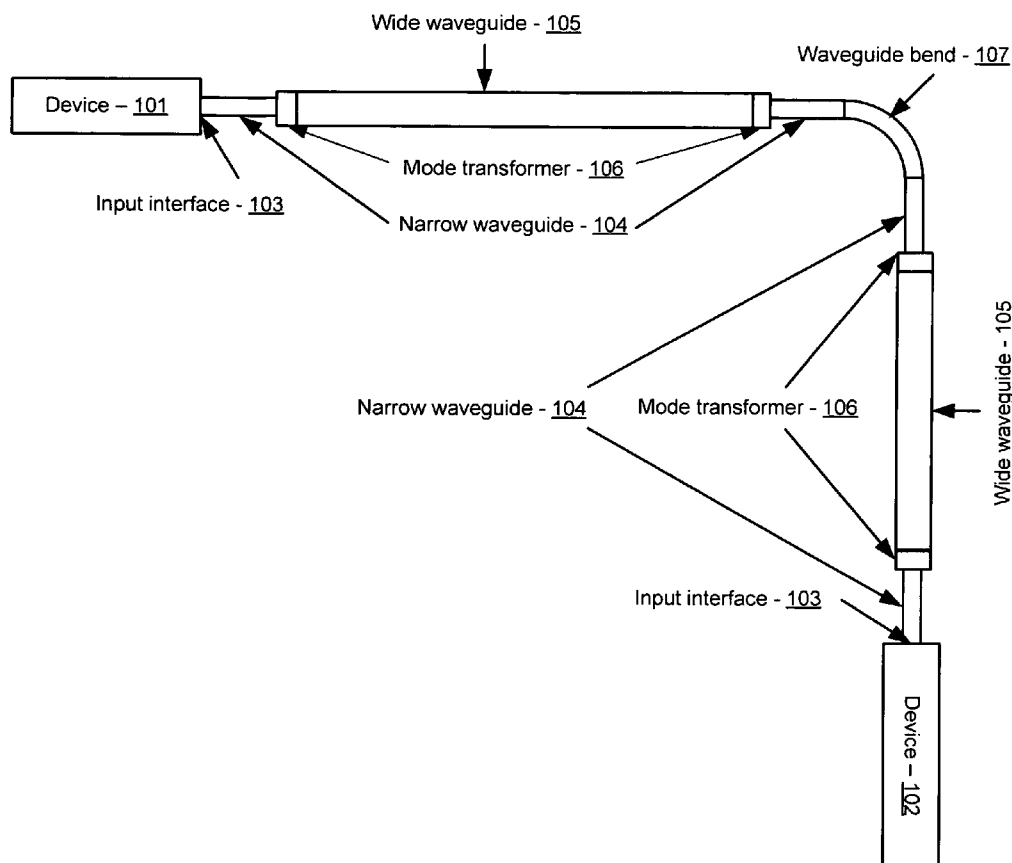 Wide waveguide - 105
Waveguide bend - 107
Device – 101
Mode transformer - 106
Input interface - 103
Narrow waveguide - 104
Wide waveguide - 105
Narrow waveguide - 104
Mode transformer - 106
Input interface - 103
Device – 102